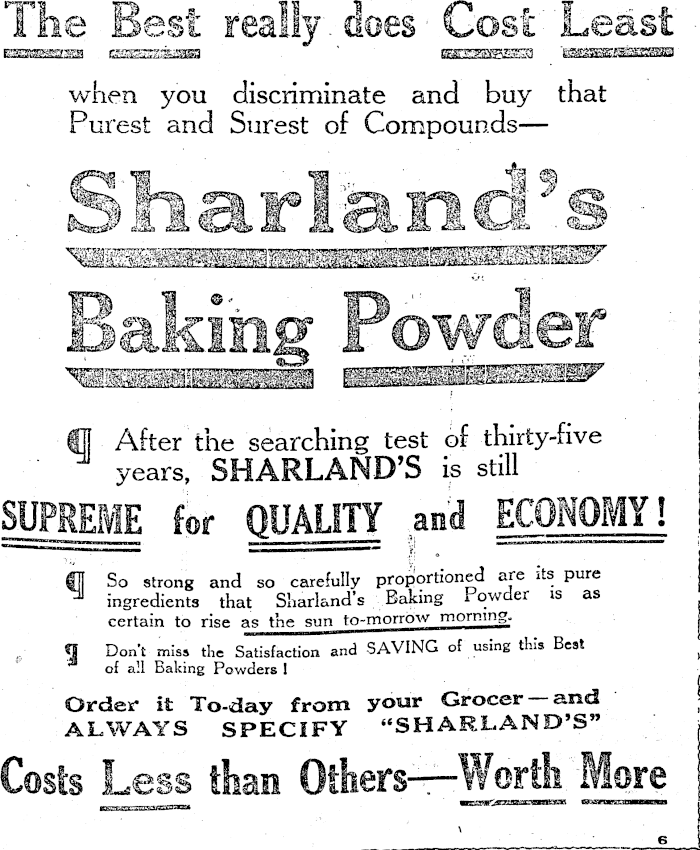 The Best really does Cost Least
when you discriminate and buy that
Purest and Surest of Compounds—
Sharland's
Baking Powder
¶ After the searching test of thirty-five
years, SHARLAND'S is still
SUPREME for QUALITY and ECONOMY!
¶ So strong and so carefully proportioned are its pure
ingredients that Sharland's Baking Powder is as
certain to rise as the sun to-morrow morning.
¶ Don't miss the Satisfaction and SAVING of using this Best
of all Baking Powders!
Order it To-day from your Grocer—and
ALWAYS SPECIFY "SHARLAND'S"
Costs Less than Others—Worth More
6